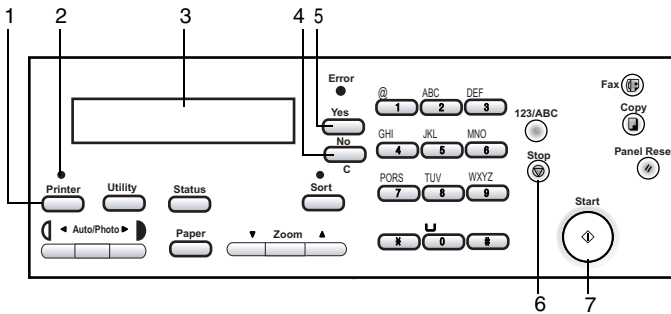 1 2 3 4 5
Error
Fax
@ ABC DEF
1 2 3
Yes
Copy
123/ABC
No
GHI JKL MNO
4 5 6
C
Stop
Panel Rese
Printer Utility Status Sort
PQRS TUV WXYZ
7 8 9
Start
Auto/Photo
Paper
Zoom
* 0 #
6 7